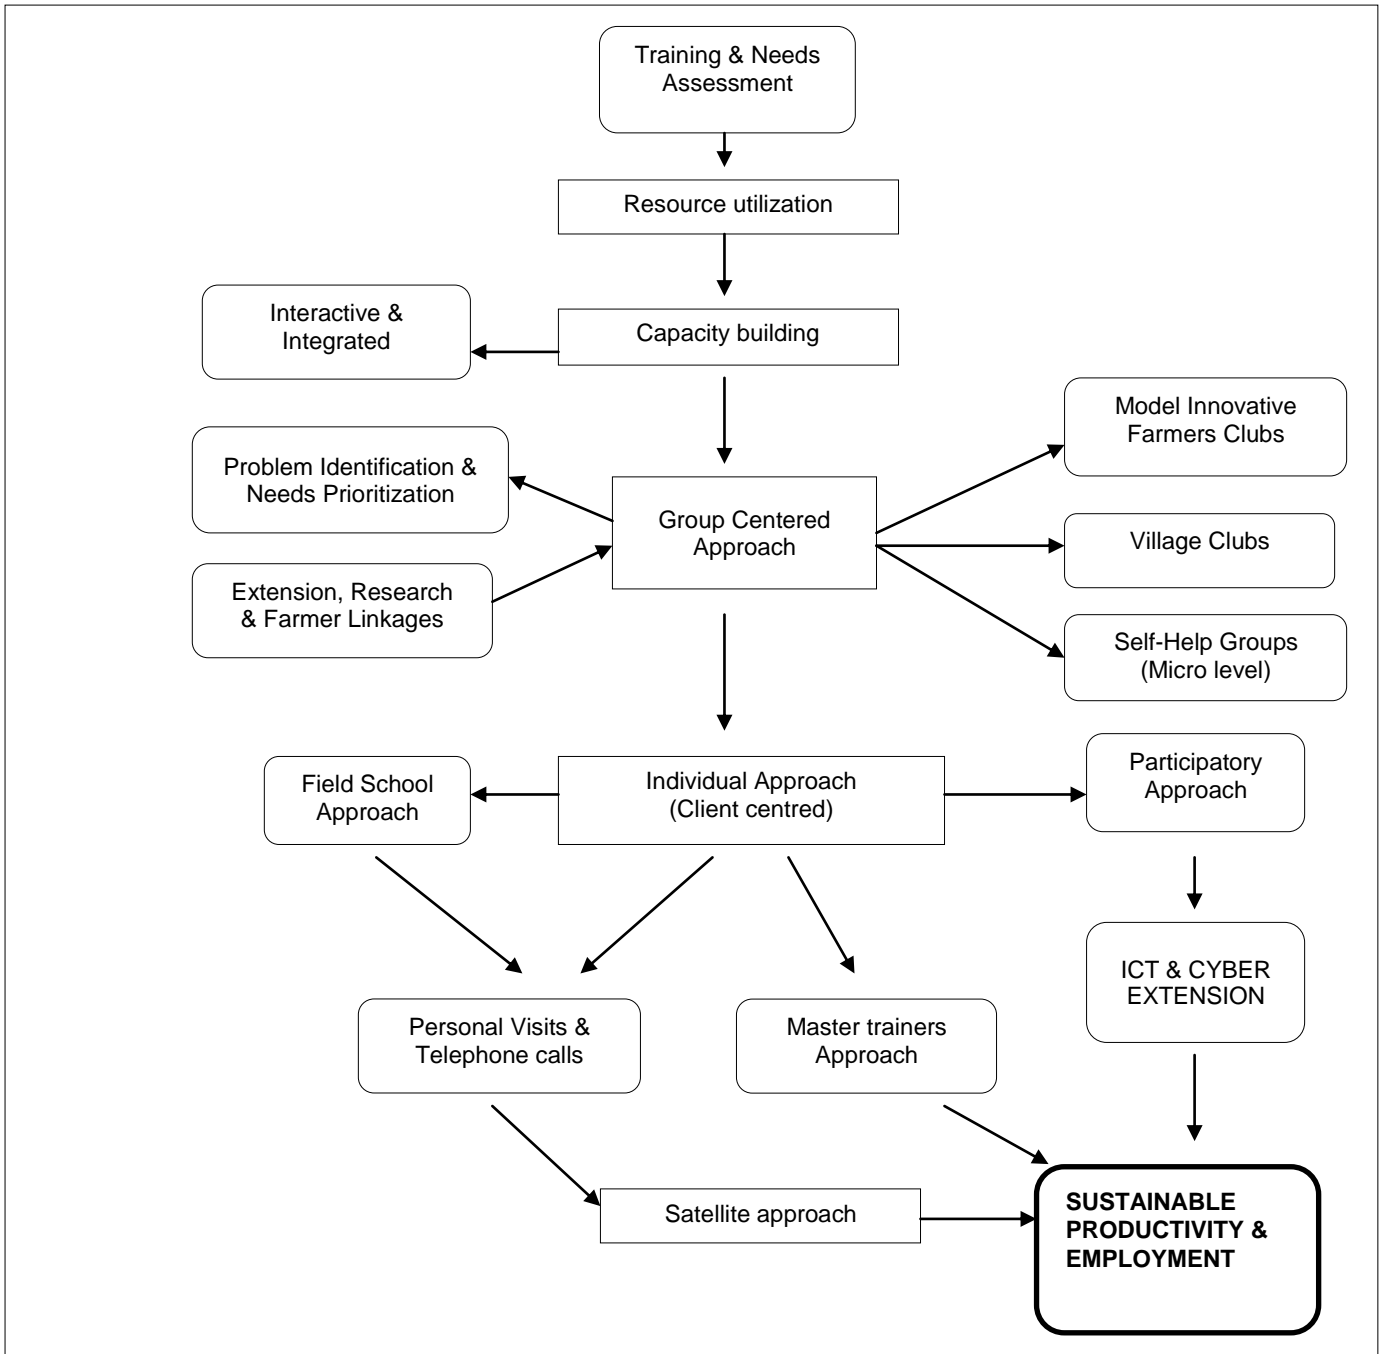 Training & Needs
Assessment
Resource utilization
Interactive &
Integrated
Capacity building
Model Innovative
Farmers Clubs
Problem Identification &
Needs Prioritization
Group Centered
Approach
Village Clubs
Extension, Research
& Farmer Linkages
Self-Help Groups
(Micro level)
Field School
Approach
Individual Approach
(Client centred)
Participatory
Approach
ICT & CYBER
EXTENSION
Personal Visits &
Telephone calls
Master trainers
Approach
Satellite approach
SUSTAINABLE
PRODUCTIVITY &
EMPLOYMENT